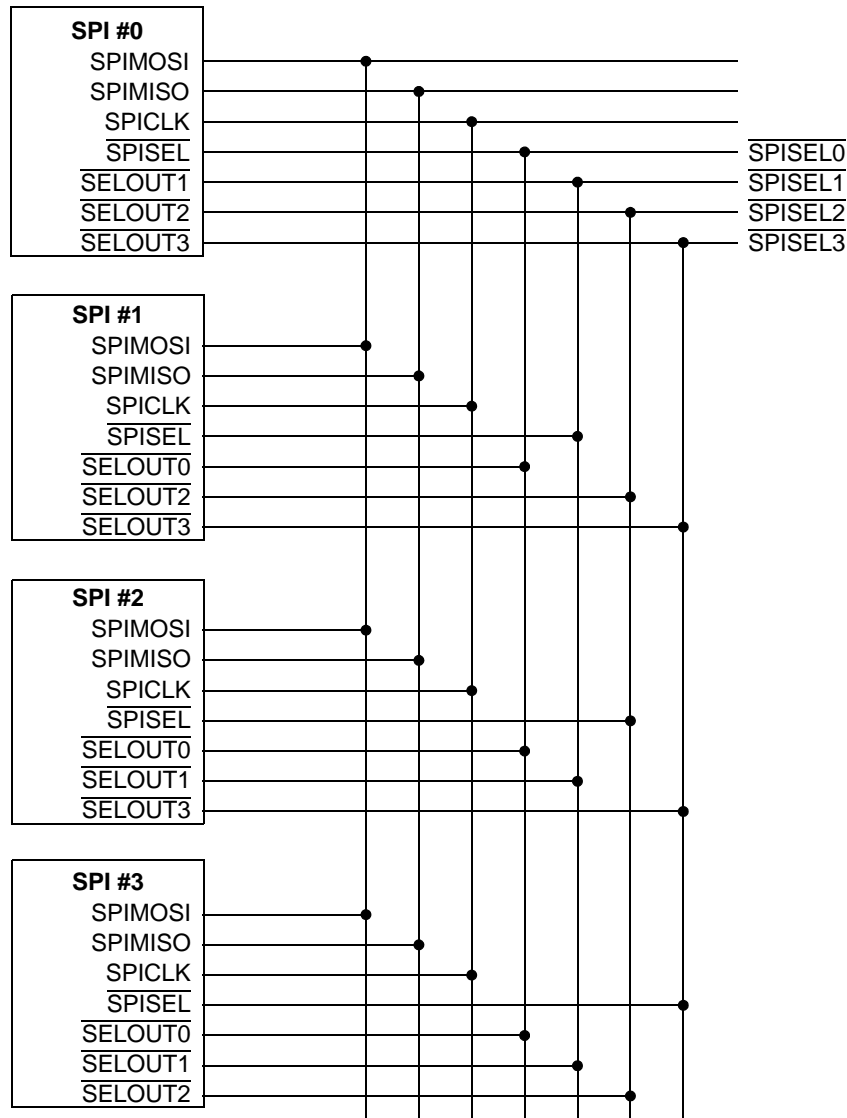 SPI #0
SPIMOSI
SPIMISO
SPICLK
SPISEL SPISEL0
SELOUT1 SPISEL1
SELOUT2 SPISEL2
SELOUT3 SPISEL3
SPI #1
SPIMOSI
SPIMISO
SPICLK
SPISEL
SELOUT0
SELOUT2
SELOUT3
SPI #2
SPIMOSI
SPIMISO
SPICLK
SPISEL
SELOUT0
SELOUT1
SELOUT3
SPI #3
SPIMOSI
SPIMISO
SPICLK
SPISEL
SELOUT0
SELOUT1
SELOUT2